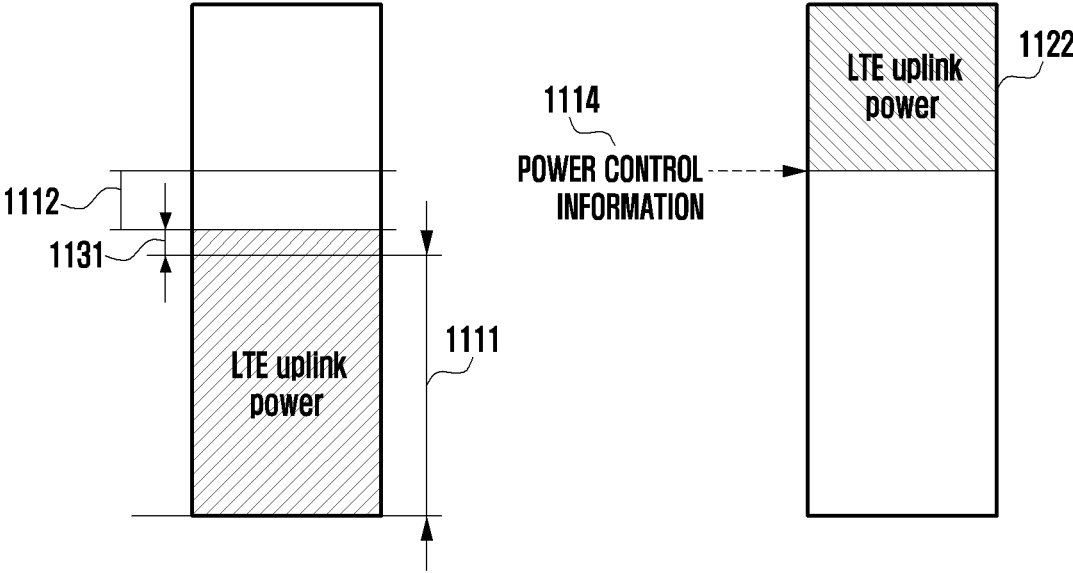 LTE uplink
power
1122
1114
POWER CONTROL
INFORMATION
1112
1131
1111
LTE uplink
power